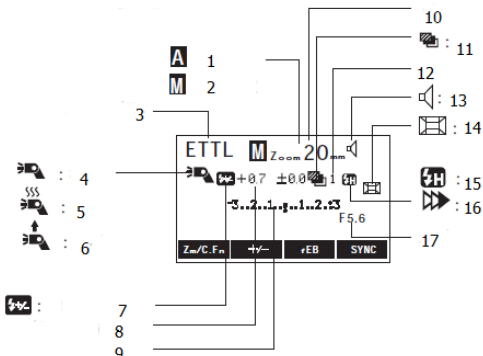 10
: 11
A 1
M 2
12
: 13
3
: 14
ETTL M Zoom 20 mm
: 4
+0.7 ±0.0 1 H
H : 15
: 5
: 16
-3..2..1..0..1..2..+3
: 6
F5.6
17
Zm/C.Fn +/- rEB SYNC
: 7
8
9